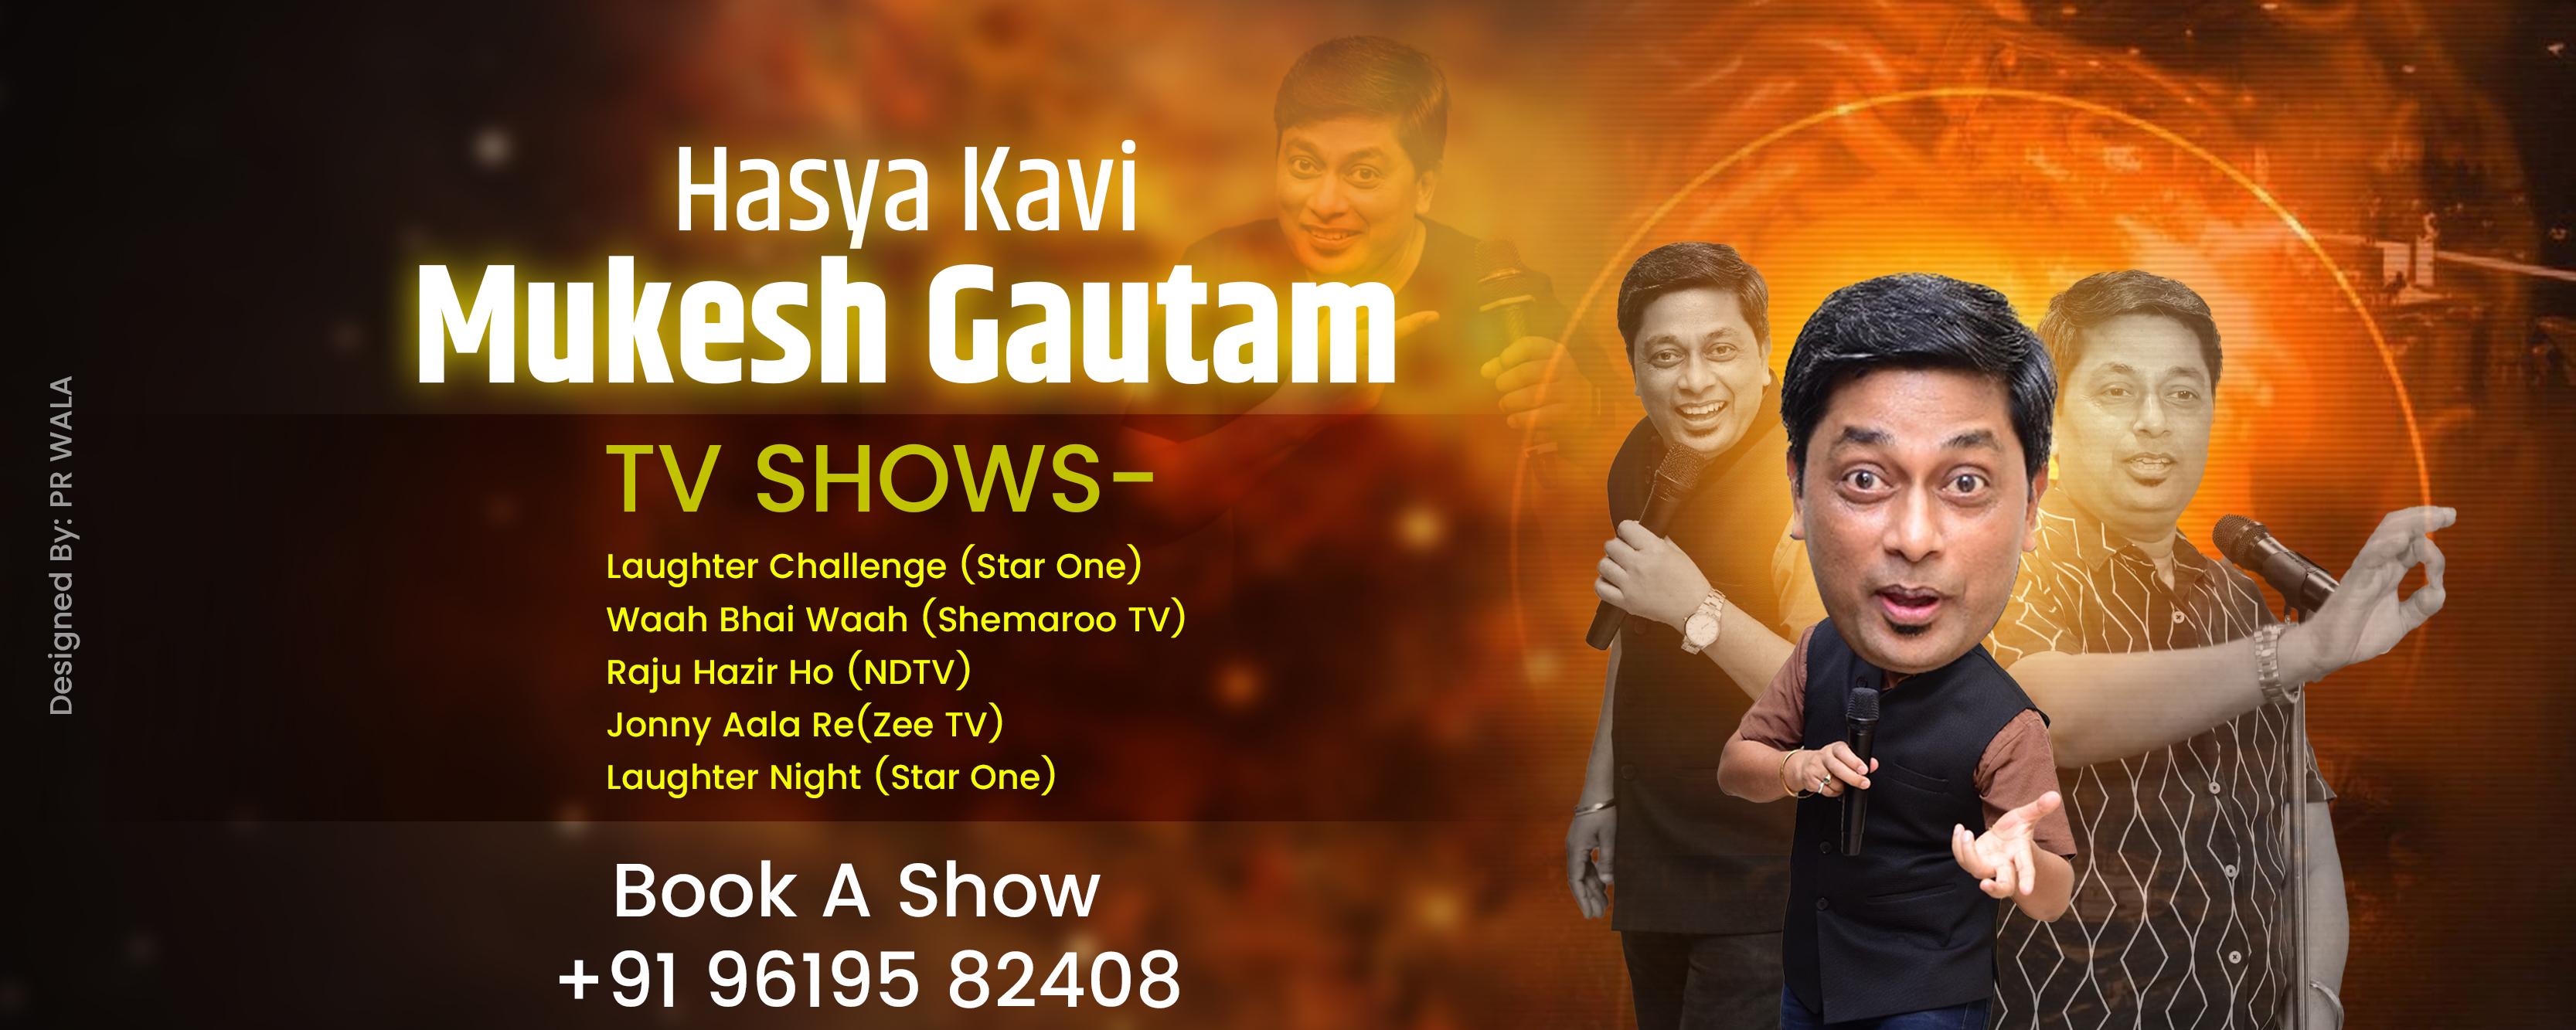 Hasya Kavi
Mukesh Gautam
TV SHOWS-
Laughter Challenge (Star One)
Waah Bhai Waah (Shemaroo TV)
Raju Hazir Ho (NDTV)
Jonny Aala Re(Zee TV)
Laughter Night (Star One)
Book A Show
+91 96195 82408
Designed By: PR WALA